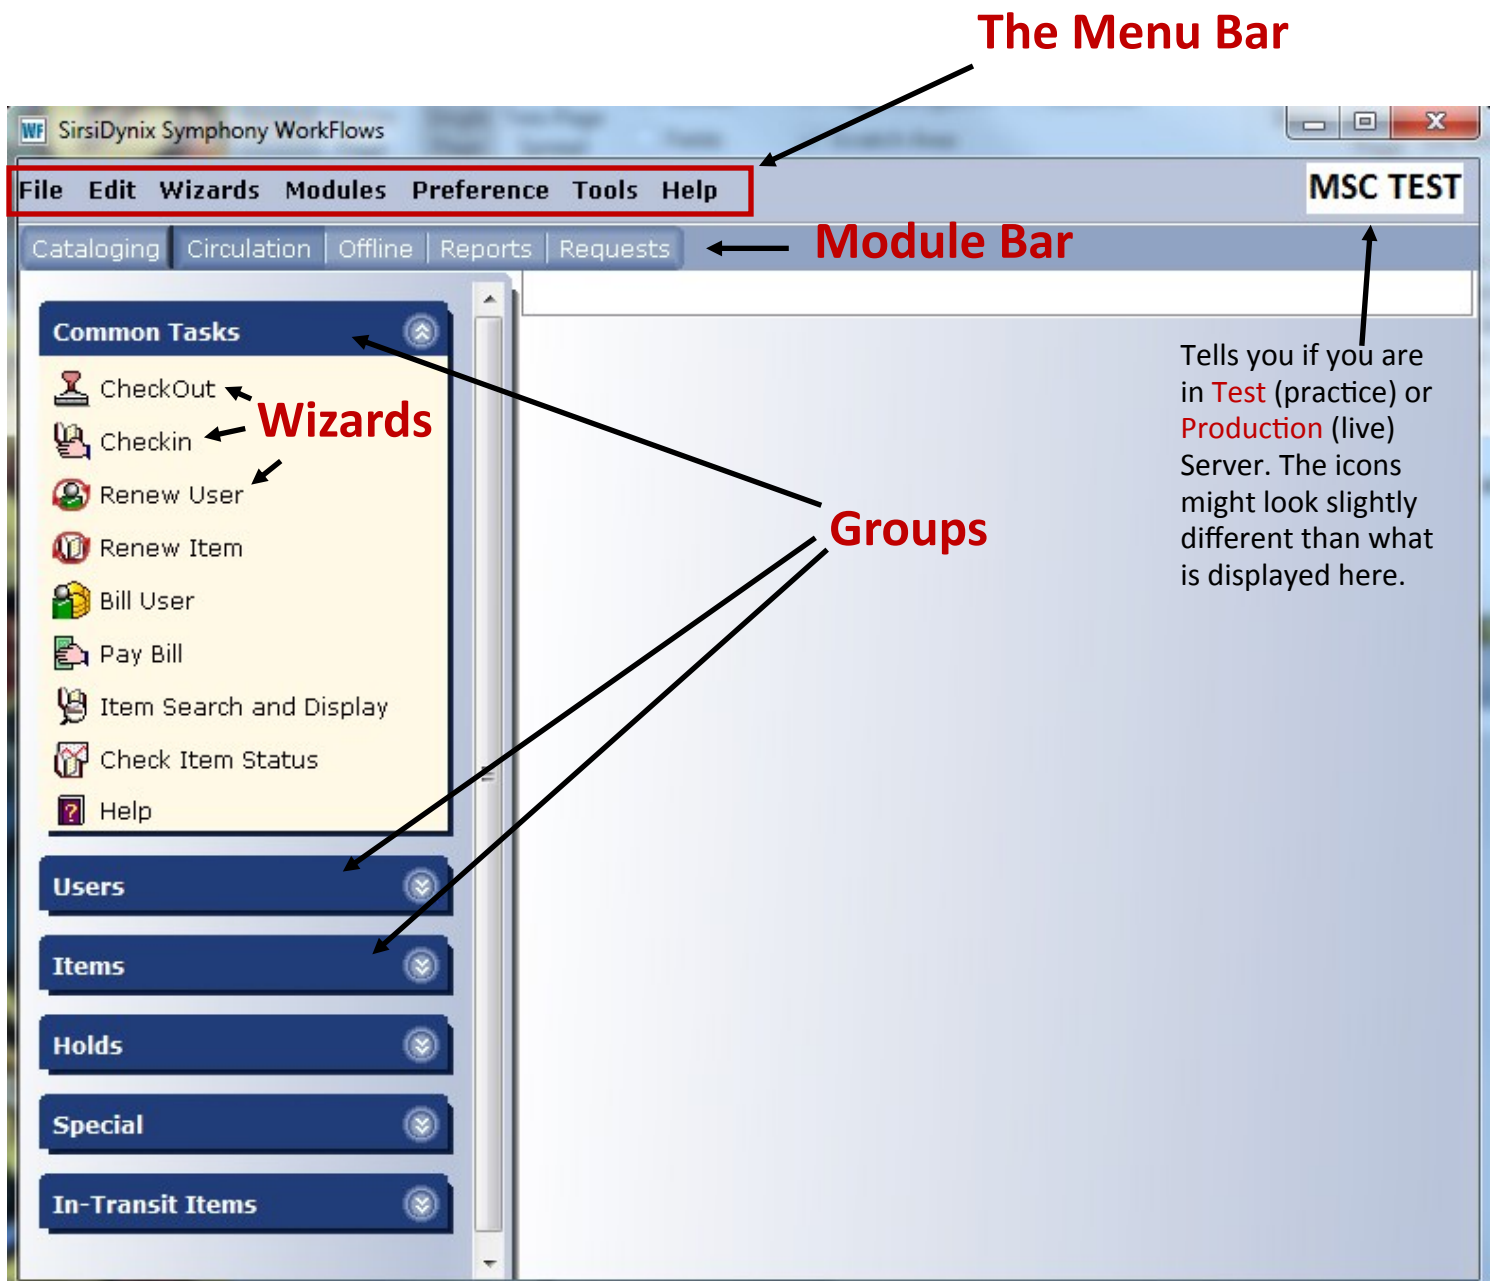 The Menu Bar
WF SirsiDynix Symphony WorkFlows
File Edit Wizards Modules Preference Tools Help
MSC TEST
Cataloging Circulation Offline Reports Requests
Module Bar
Common Tasks
CheckOut
Wizards
Checkin
Renew User
Renew Item
Bill User
Pay Bill
Item Search and Display
Check Item Status
Help
Users
Items
Holds
Special
In-Transit Items
Groups
Tells you if you are
in Test (practice) or
Production (live)
Server. The icons
might look slightly
different than what
is displayed here.